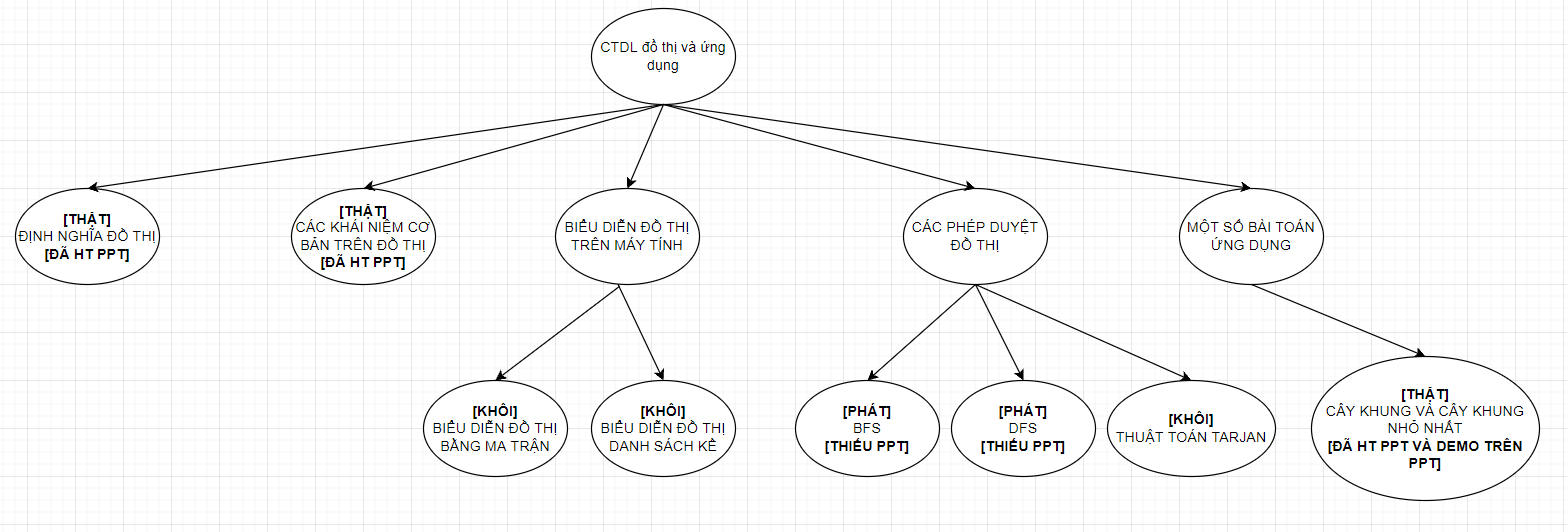 CTDL đồ thị và ứng
dụng
[THẬT]
ĐỊNH NGHĨA ĐỒ THỊ
[ĐÃ HT PPT]
[THẬT]
CÁC KHÁI NIỆM CƠ
BẢN TRÊN ĐỒ THỊ
[ĐÃ HT PPT]
BIỂU DIỄN ĐỒ THỊ
TRÊN MÁY TÍNH
CÁC PHÉP DUYỆT
ĐỒ THỊ
MỘT SỐ BÀI TOÁN
ỨNG DỤNG
[KHÔI]
BIỂU DIỄN ĐỒ THỊ
BẰNG MA TRẬN
[KHÔI]
BIỂU DIỄN ĐỒ THỊ
DANH SÁCH KỀ
[PHÁT]
BFS
[THIẾU PPT]
[PHÁT]
DFS
[THIẾU PPT]
[KHÔI]
THUẬT TOÁN TARJAN
[THẬT]
CÂY KHUNG VÀ CÂY KHUNG
NHỎ NHẤT
[ĐÃ HT PPT VÀ DEMO TRÊN
PPT]